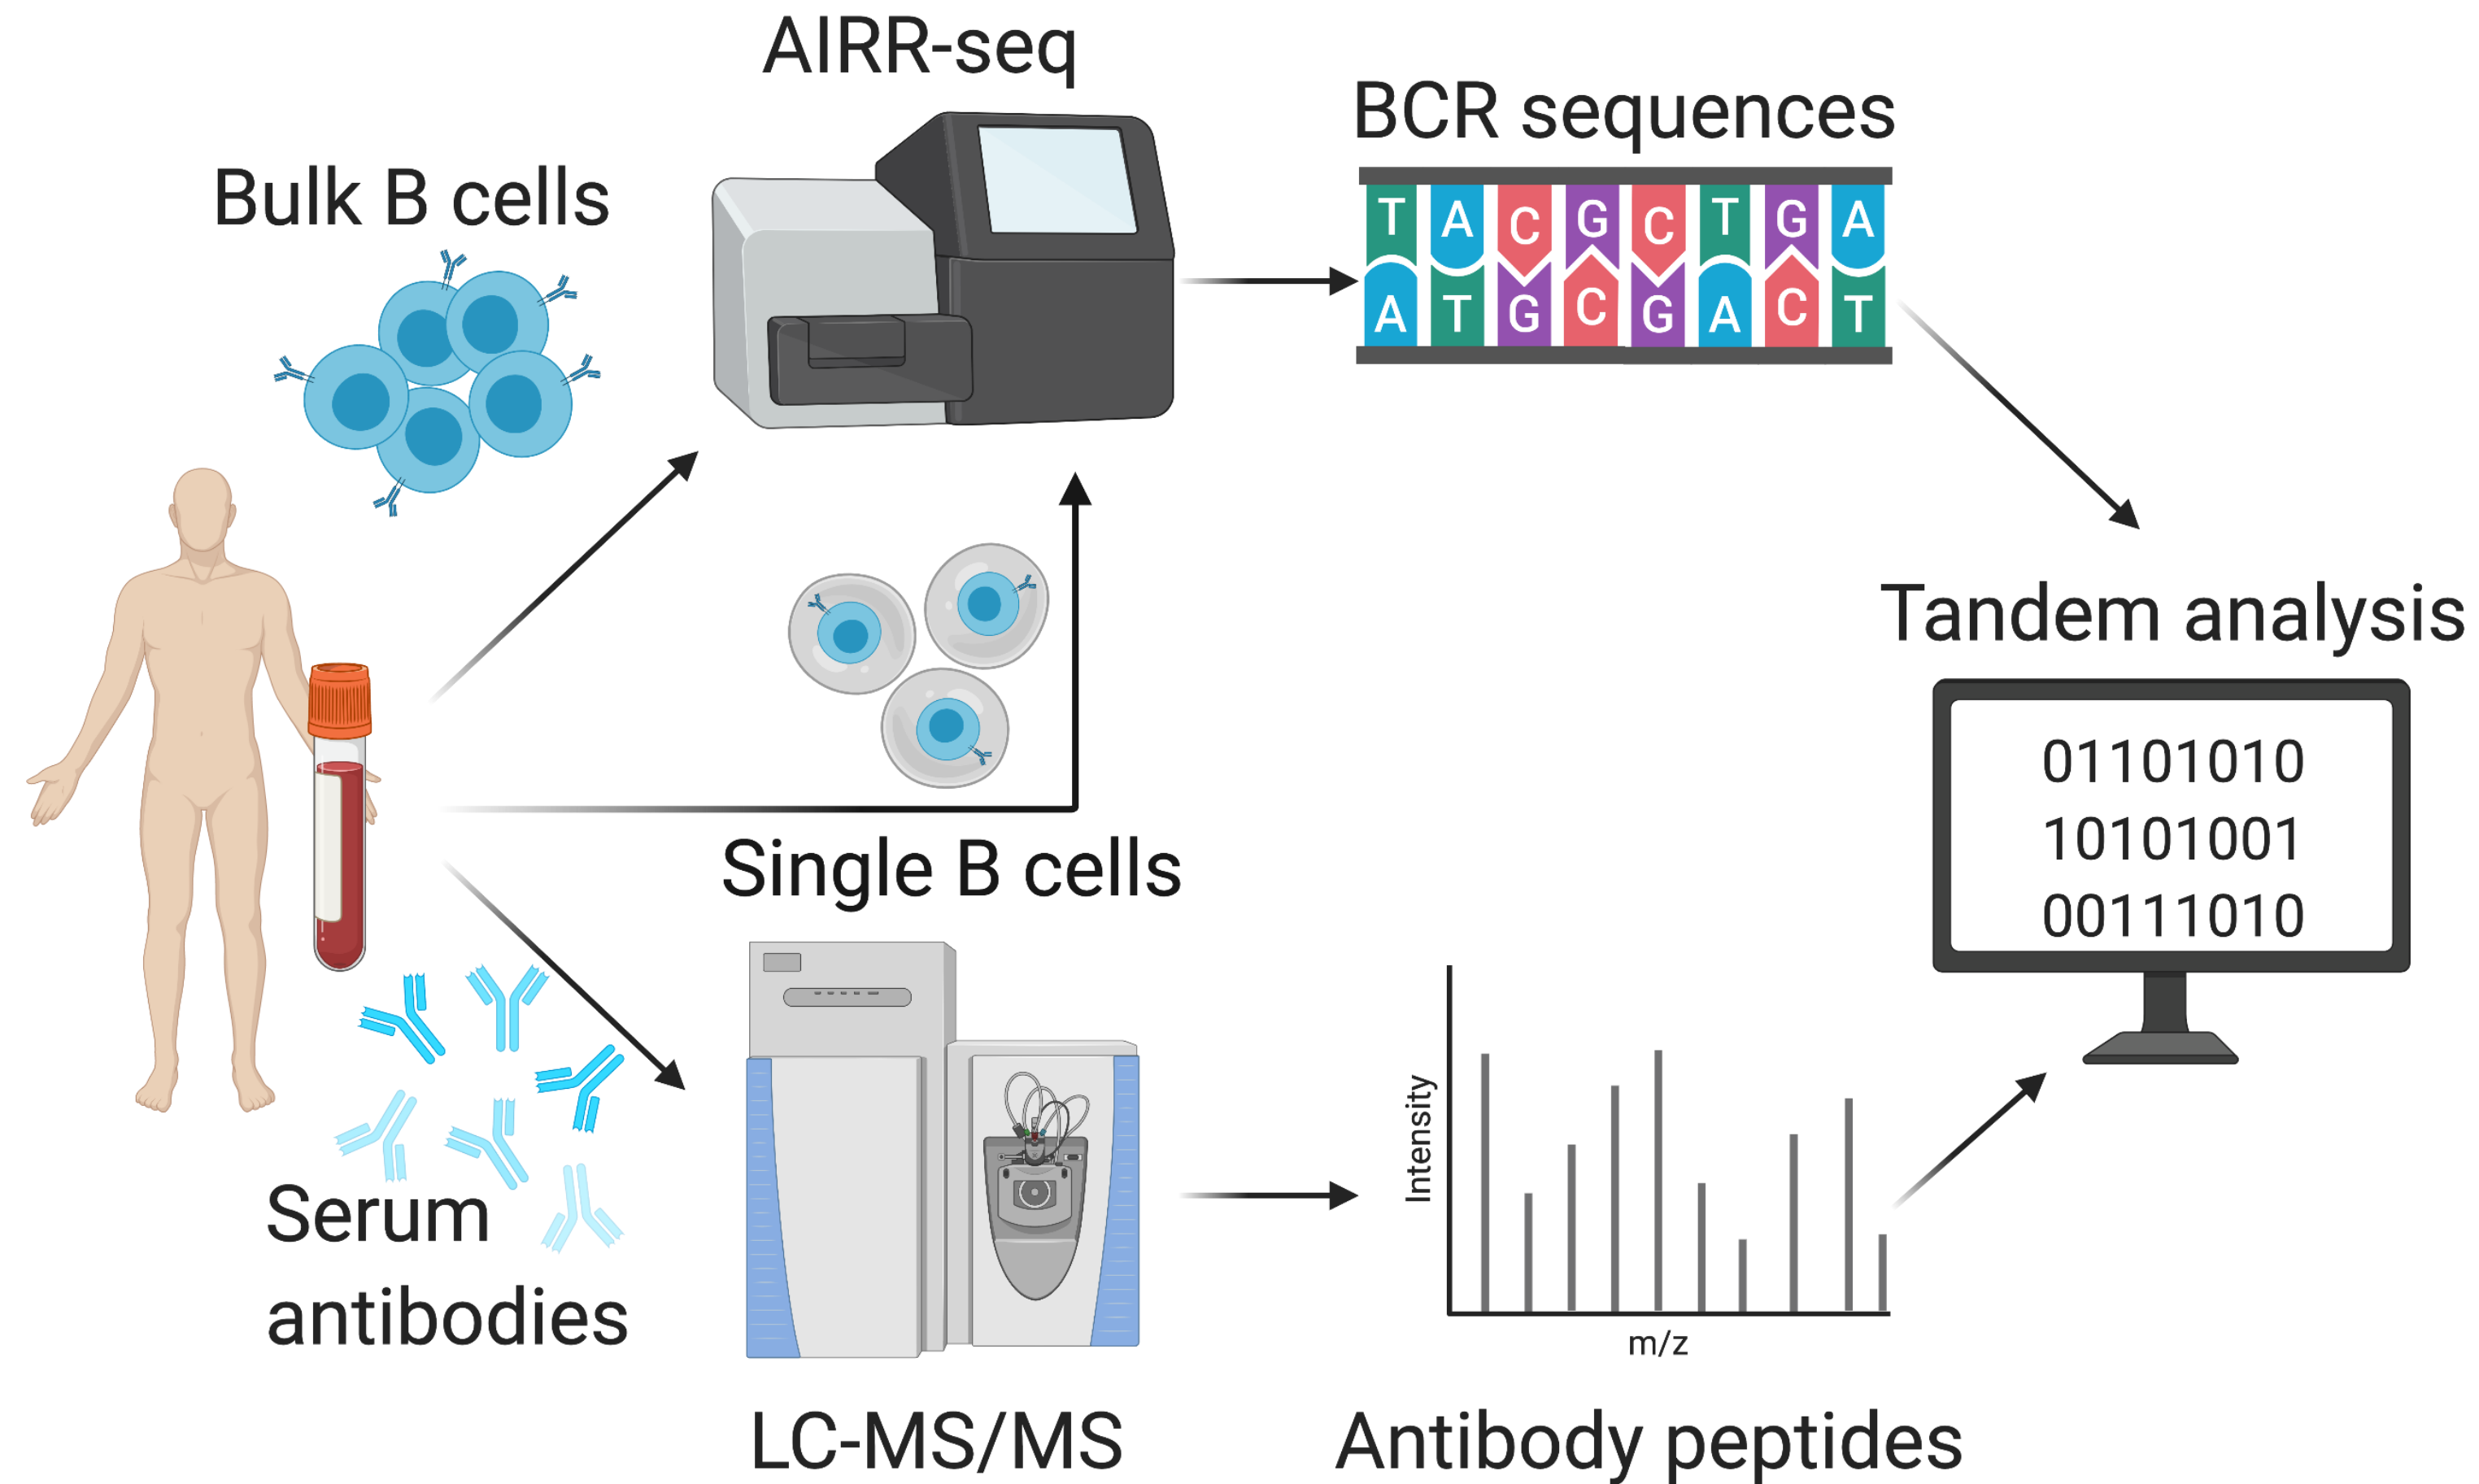 AIRR-seq
BCR sequences
Bulk B cells
T A C G C T G A
A T G C G A C T
Tandem analysis
01101010
10101001
00111010
Single B cells
Serum
antibodies
Intensity
m/z
LC-MS/MS
Antibody peptides